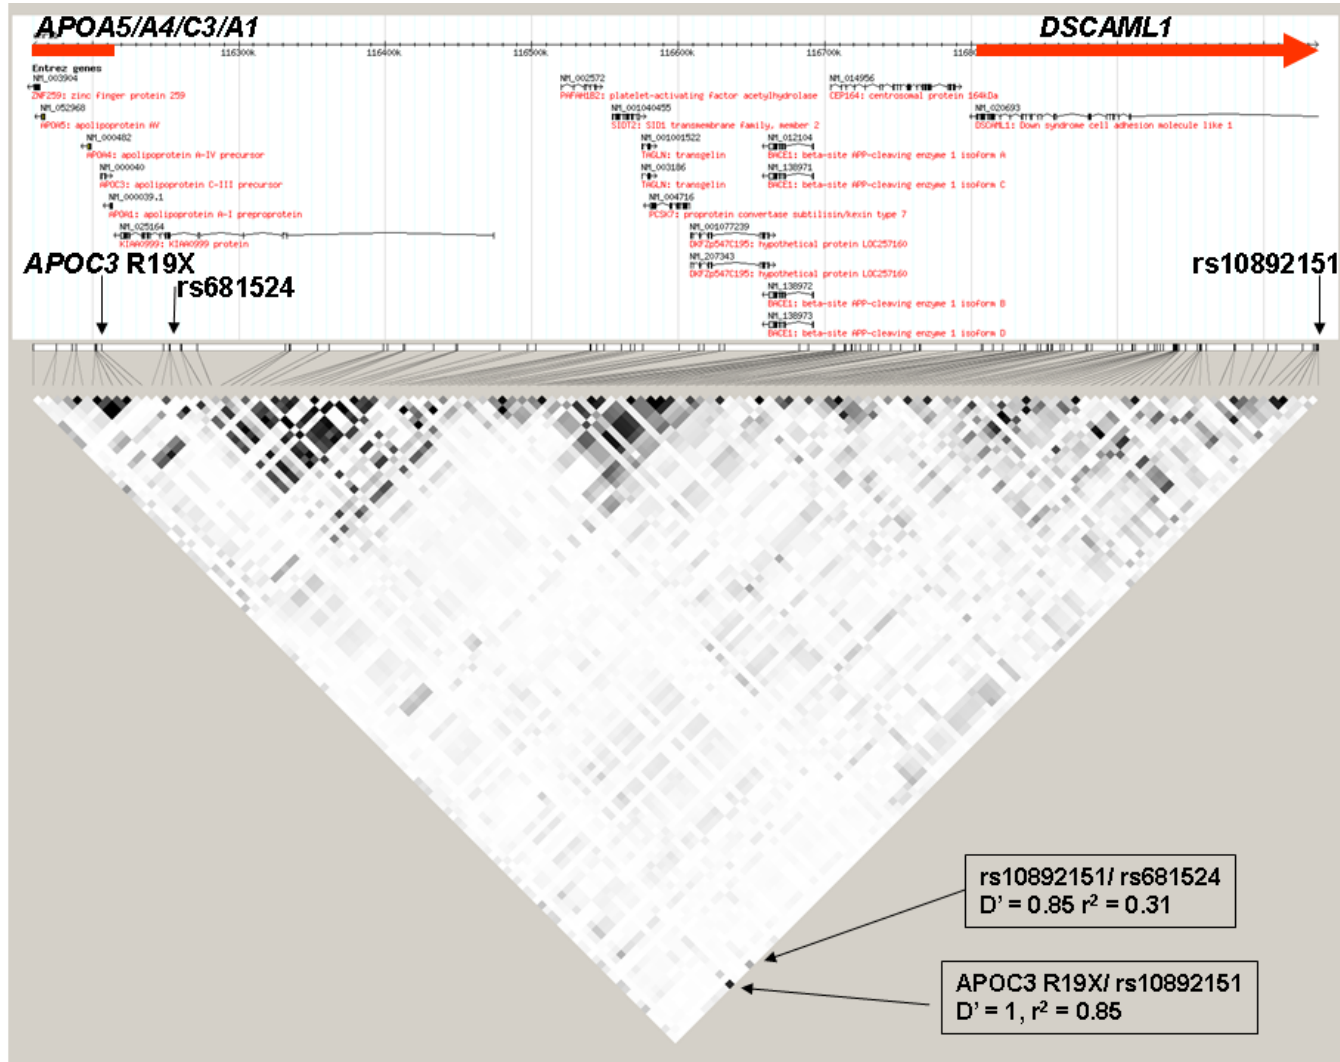 APOA5/A4/C3/A1
DSCAML1
116300k 116400k 116500k 116600k 116700k
Entrez genes
NM_003904
ZNF259: zinc finger protein 259
NM_052968
APOA5: apolipoprotein AV
NM_000482
APOA4: apolipoprotein A-IV precursor
NM_000040
APOC3: apolipoprotein C-III precursor
NM_000039.1
APOA1: apolipoprotein A-I preproprotein
NM_025164
KIAA0999: KIAA0999 protein
NM_002572
PAFAH1B2: platelet-activating factor acetylhydrolase
NM_001040455
SIDT2: SID1 transmembrane family, member 2
NM_001001522
TAGLN: transgelin
NM_003186
TAGLN: transgelin
NM_004716
PCSK7: proprotein convertase subtilisin/kexin type 7
NM_001077239
DKFZp547C195: hypothetical protein LOC257160
NM_207343
DKFZp547C195: hypothetical protein LOC257160
NM_014956
CEP164: centrosomal protein 164kDa
NM_020693
DSCAML1: Down syndrome cell adhesion molecule like 1
NM_012104
BACE1: beta-site APP-cleaving enzyme 1 isoform A
NM_138971
BACE1: beta-site APP-cleaving enzyme 1 isoform C
NM_138972
BACE1: beta-site APP-cleaving enzyme 1 isoform B
NM_138973
BACE1: beta-site APP-cleaving enzyme 1 isoform D
APOC3 R19X
rs681524
rs10892151
rs10892151/ rs681524
D’ = 0.85 r² = 0.31
APOC3 R19X/ rs10892151
D’ = 1, r² = 0.85